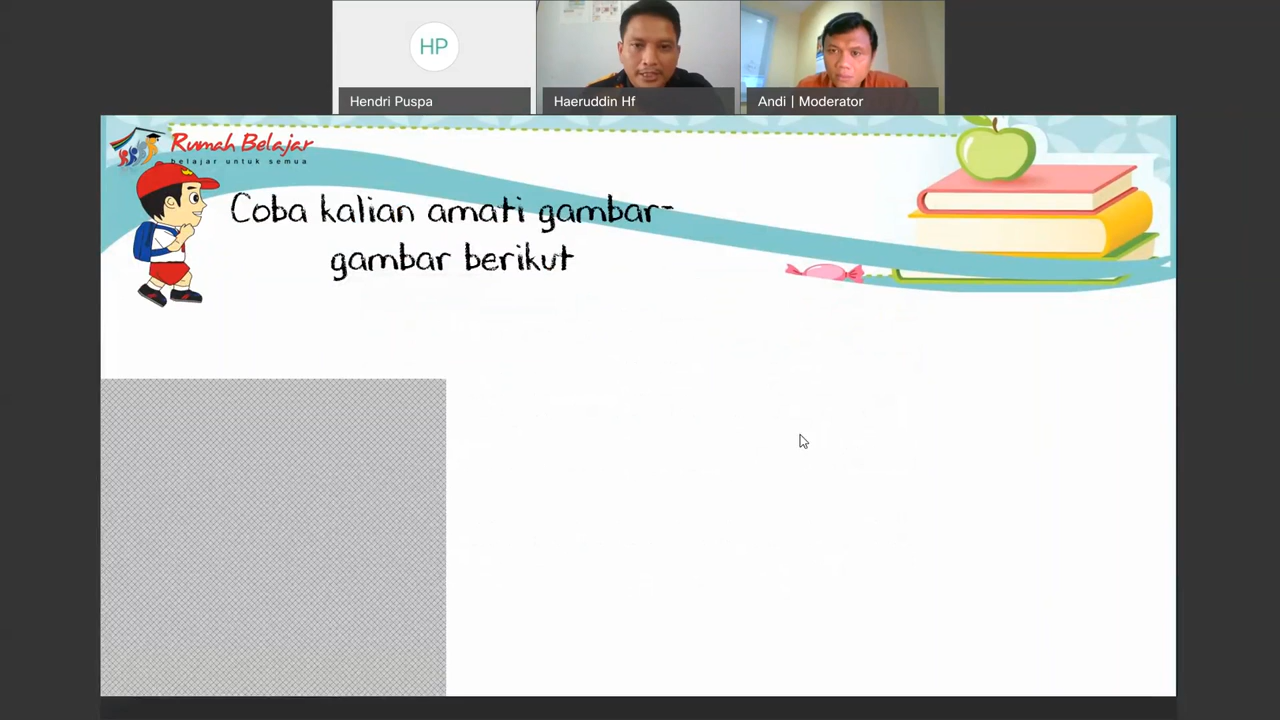 HP
Hendri Puspa
Haeruddin Hf
Andi | Moderator
Rumah Belajar
belajar untuk semua
Coba kalian amati gambar-
gambar berikut